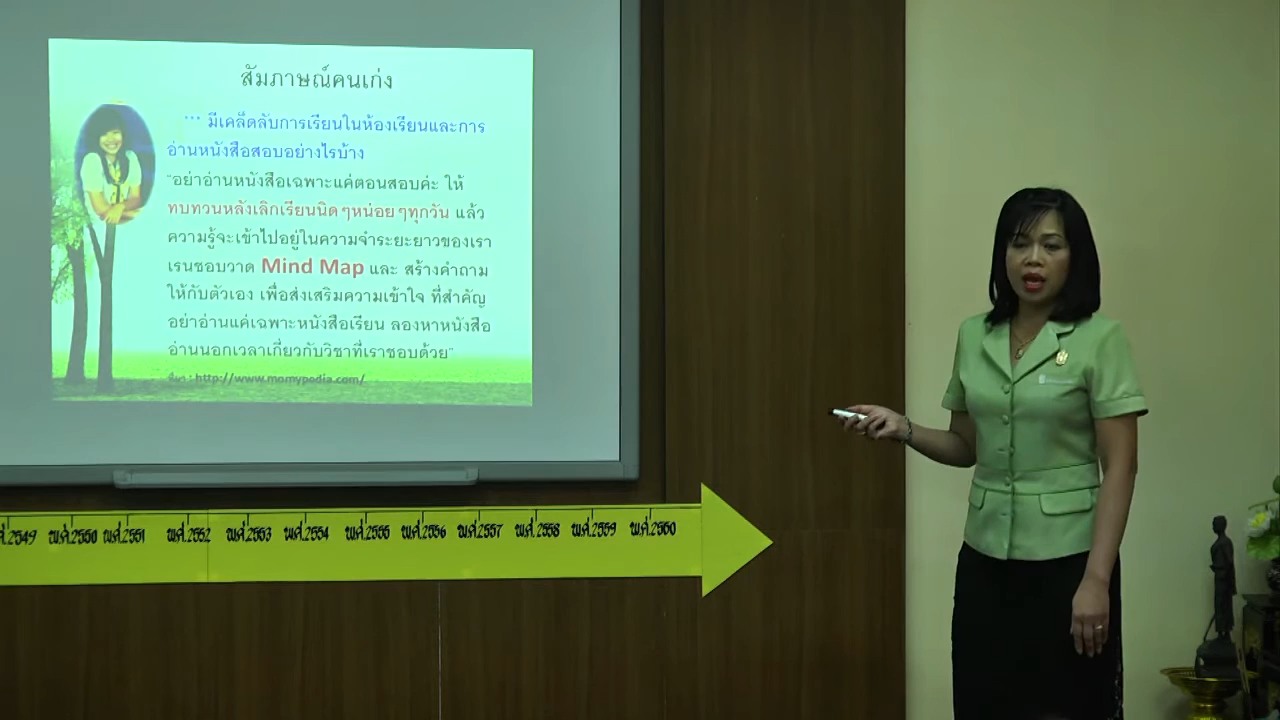 สัมภาษณ์คนเก่ง
... มีเคล็ดลับการเรียนในห้องเรียนและการ
อ่านหนังสือสอบอย่างไรบ้าง
"อย่าอ่านหนังสือเฉพาะแค่ตอนสอบค่ะ ให้
ทบทวนหลังเลิกเรียนนิดๆหน่อยๆทุกวัน แล้ว
ความรู้จะเข้าไปอยู่ในความจำระยะยาวของเรา
เรนชอบวาด Mind Map และ สร้างคำถาม
ให้กับตัวเอง เพื่อส่งเสริมความเข้าใจ ที่สำคัญ
อย่าอ่านแค่เฉพาะหนังสือเรียน ลองหาหนังสือ
อ่านนอกเวลาเกี่ยวกับวิชาที่เราชอบด้วย"
ที่มา : http://www.momypedia.com/
ศ.2549 พ.ศ.2550 พ.ศ.2551 พ.ศ.2552 พ.ศ.2553 พ.ศ.2554 พ.ศ.2555 พ.ศ.2556 พ.ศ.2557 พ.ศ.2558 พ.ศ.2559 พ.ศ.2560